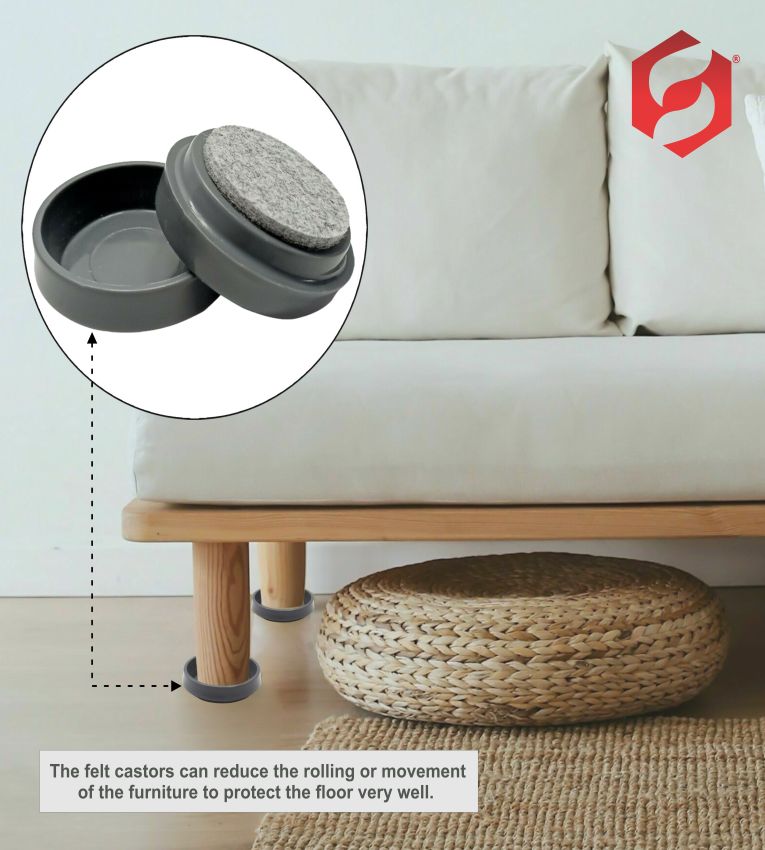 ®
The felt castors can reduce the rolling or movement
of the furniture to protect the floor very well.